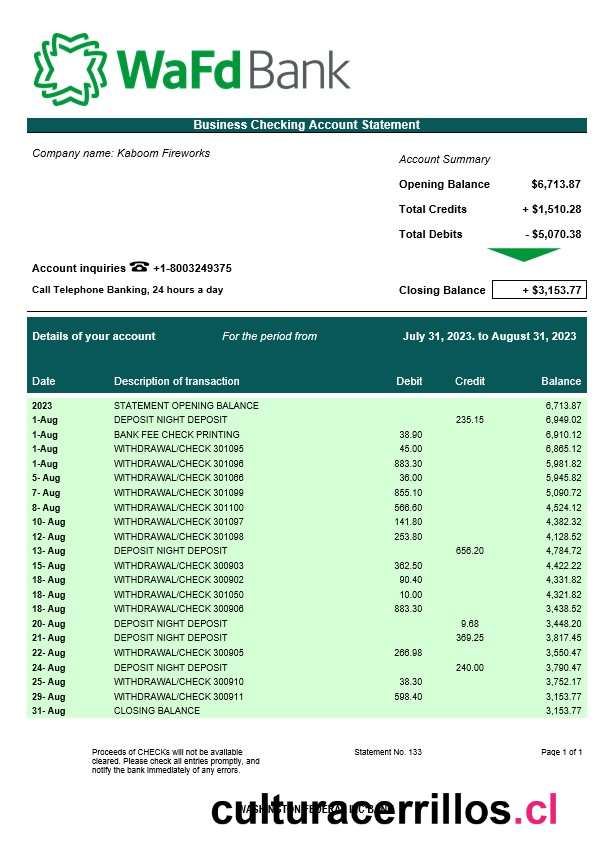 WaFd Bank
Business Checking Account Statement
Company name: Kaboom Fireworks
Account Summary
Opening Balance $6,713.87
Total Credits + $1,510.28
Total Debits - $5,070.38
Account inquiries ☎ +1-8003249375
Call Telephone Banking, 24 hours a day
Closing Balance + $3,153.77
Details of your account For the period from July 31, 2023. to August 31, 2023
Date Description of transaction Debit Credit Balance
2023 STATEMENT OPENING BALANCE 6,713.87
1-Aug DEPOSIT NIGHT DEPOSIT 235.15 6,949.02
1-Aug BANK FEE CHECK PRINTING 38.90 6,910.12
1-Aug WITHDRAWAL/CHECK 301095 45.00 6,865.12
1-Aug WITHDRAWAL/CHECK 301096 883.30 5,981.82
5- Aug WITHDRAWAL/CHECK 301066 36.00 5,945.82
7- Aug WITHDRAWAL/CHECK 301099 855.10 5,090.72
8- Aug WITHDRAWAL/CHECK 301100 566.60 4,524.12
10- Aug WITHDRAWAL/CHECK 301097 141.80 4,382.32
12- Aug WITHDRAWAL/CHECK 301098 253.80 4,128.52
13- Aug DEPOSIT NIGHT DEPOSIT 656.20 4,784.72
15- Aug WITHDRAWAL/CHECK 300903 362.50 4,422.22
18- Aug WITHDRAWAL/CHECK 300902 90.40 4,331.82
18- Aug WITHDRAWAL/CHECK 301050 10.00 4,321.82
18- Aug WITHDRAWAL/CHECK 300906 883.30 3,438.52
20- Aug DEPOSIT NIGHT DEPOSIT 9.68 3,448.20
21- Aug DEPOSIT NIGHT DEPOSIT 369.25 3,817.45
22- Aug WITHDRAWAL/CHECK 300905 266.98 3,550.47
24- Aug DEPOSIT NIGHT DEPOSIT 240.00 3,790.47
25- Aug WITHDRAWAL/CHECK 300910 38.30 3,752.17
29- Aug WITHDRAWAL/CHECK 300911 598.40 3,153.77
31- Aug CLOSING BALANCE 3,153.77
Proceeds of CHECKs will not be available Statement No. 133 Page 1 of 1
cleared. Please check all entries promptly, and
notify the bank immediately of any errors.
culturacerrillos.cl